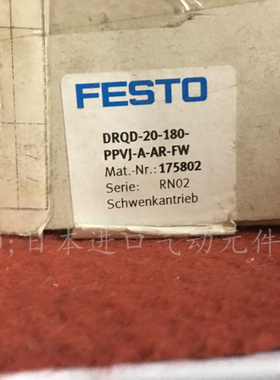 FESTO
DRQD-20-180-
PPVJ-A-AR-FW
Mat.-Nr.: 175802
Serie: RN02
Schwenkantrieb
日本进口气动元件